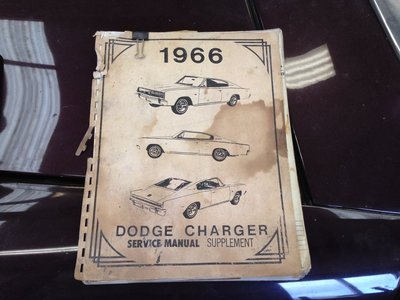 1966
DODGE CHARGER
SERVICE MANUAL SUPPLEMENT